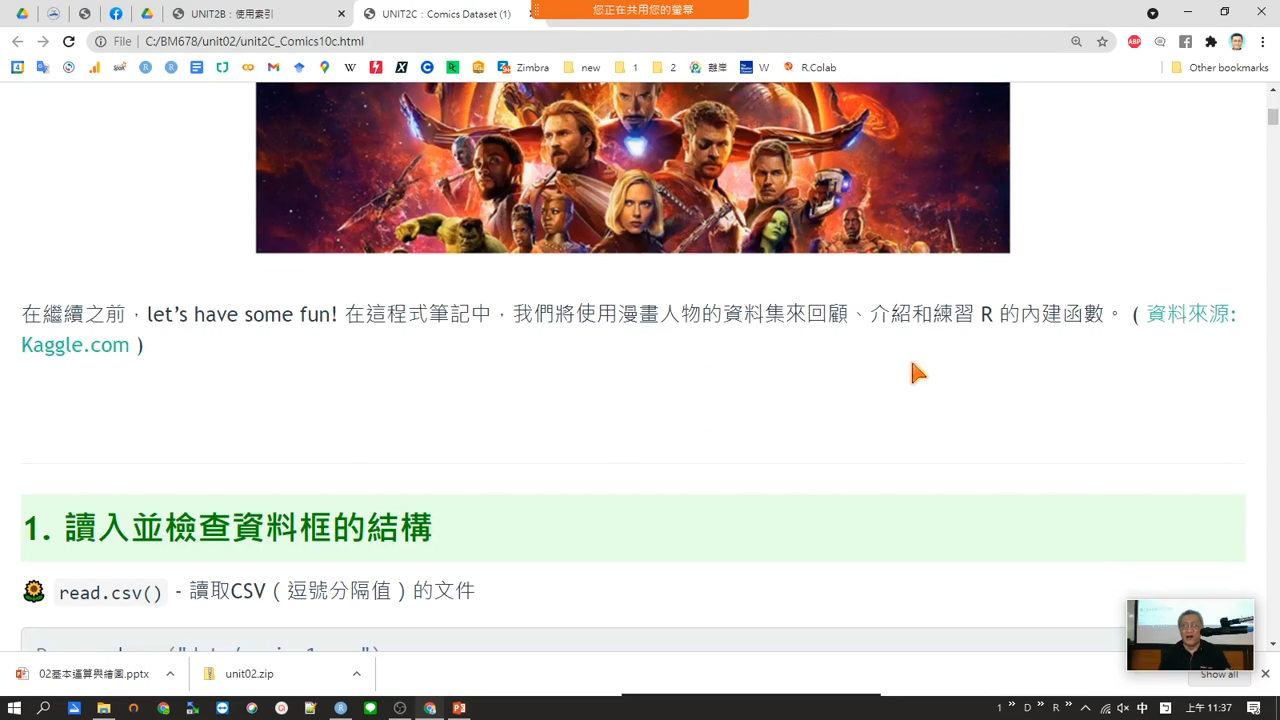 您正在共用您的螢幕
UNIT2B：使用索引
UNIT2C：Comics Dataset (1)
File
C:/BM678/unit02/unit2C_Comics10c.html
ABP
Zimbra
new
1
2
離岸
W
R.Colab
Other bookmarks
在繼續之前，let’s have some fun! 在這程式筆記中，我們將使用漫畫人物的資料集來回顧、介紹和練習 R 的內建函數。 ( 資料來源:
Kaggle.com )
1. 讀入並檢查資料框的結構
read.csv() - 讀取CSV ( 逗號分隔值 ) 的文件
02基本運算與繪圖.pptx
unit02.zip
Show all
1
D
R
中
上午 11:37